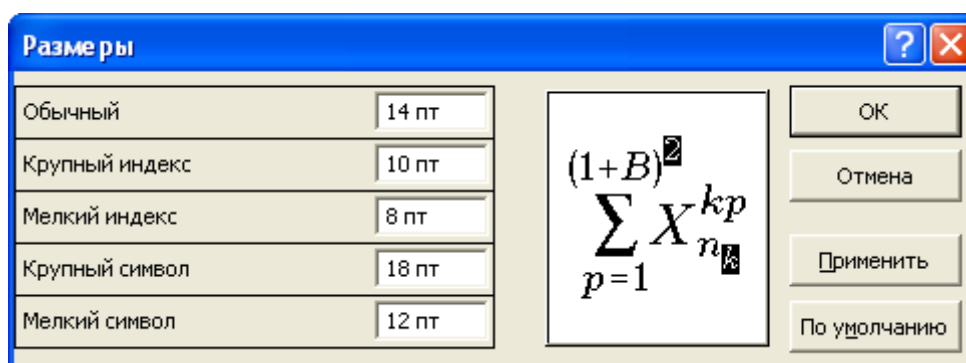 Размеры
Обычный 14 пт
Крупный индекс 10 пт
Мелкий индекс 8 пт
Крупный символ 18 пт
Мелкий символ 12 пт
(1+B)2
∑ X kp
n k
p=1
ОК
Отмена
Применить
По умолчанию